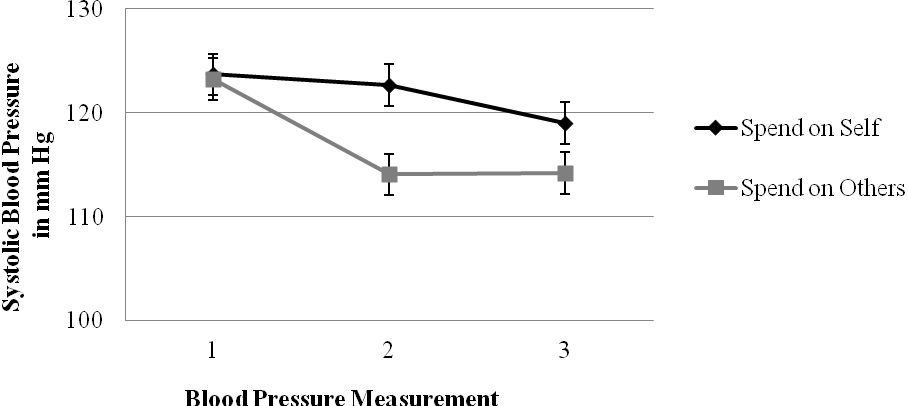 130
120
110
100
Systolic Blood Pressure
in mm Hg
1 2 3
Blood Pressure Measurement
Spend on Self
Spend on Others